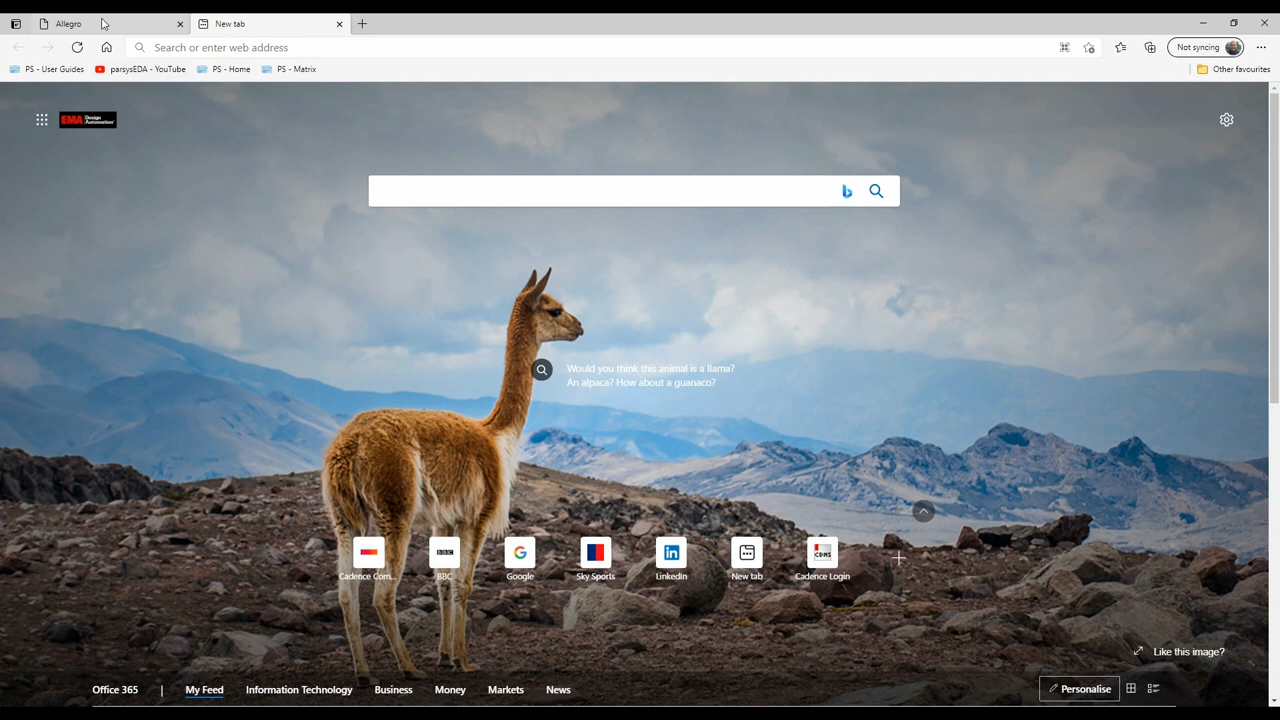 Allegro
New tab
Search or enter web address
Not syncing
PS - User Guides
parsysEDA - YouTube
PS - Home
PS - Matrix
Other favourites
EMA Design Automation
Would you think this animal is a llama?
An alpaca? How about a guanaco?
Cadence Com...
BBC
BBC
Google
Sky Sports
LinkedIn
New tab
CDMS
Cadence Login
Like this image?
Office 365
My Feed
Information Technology
Business
Money
Markets
News
Personalise